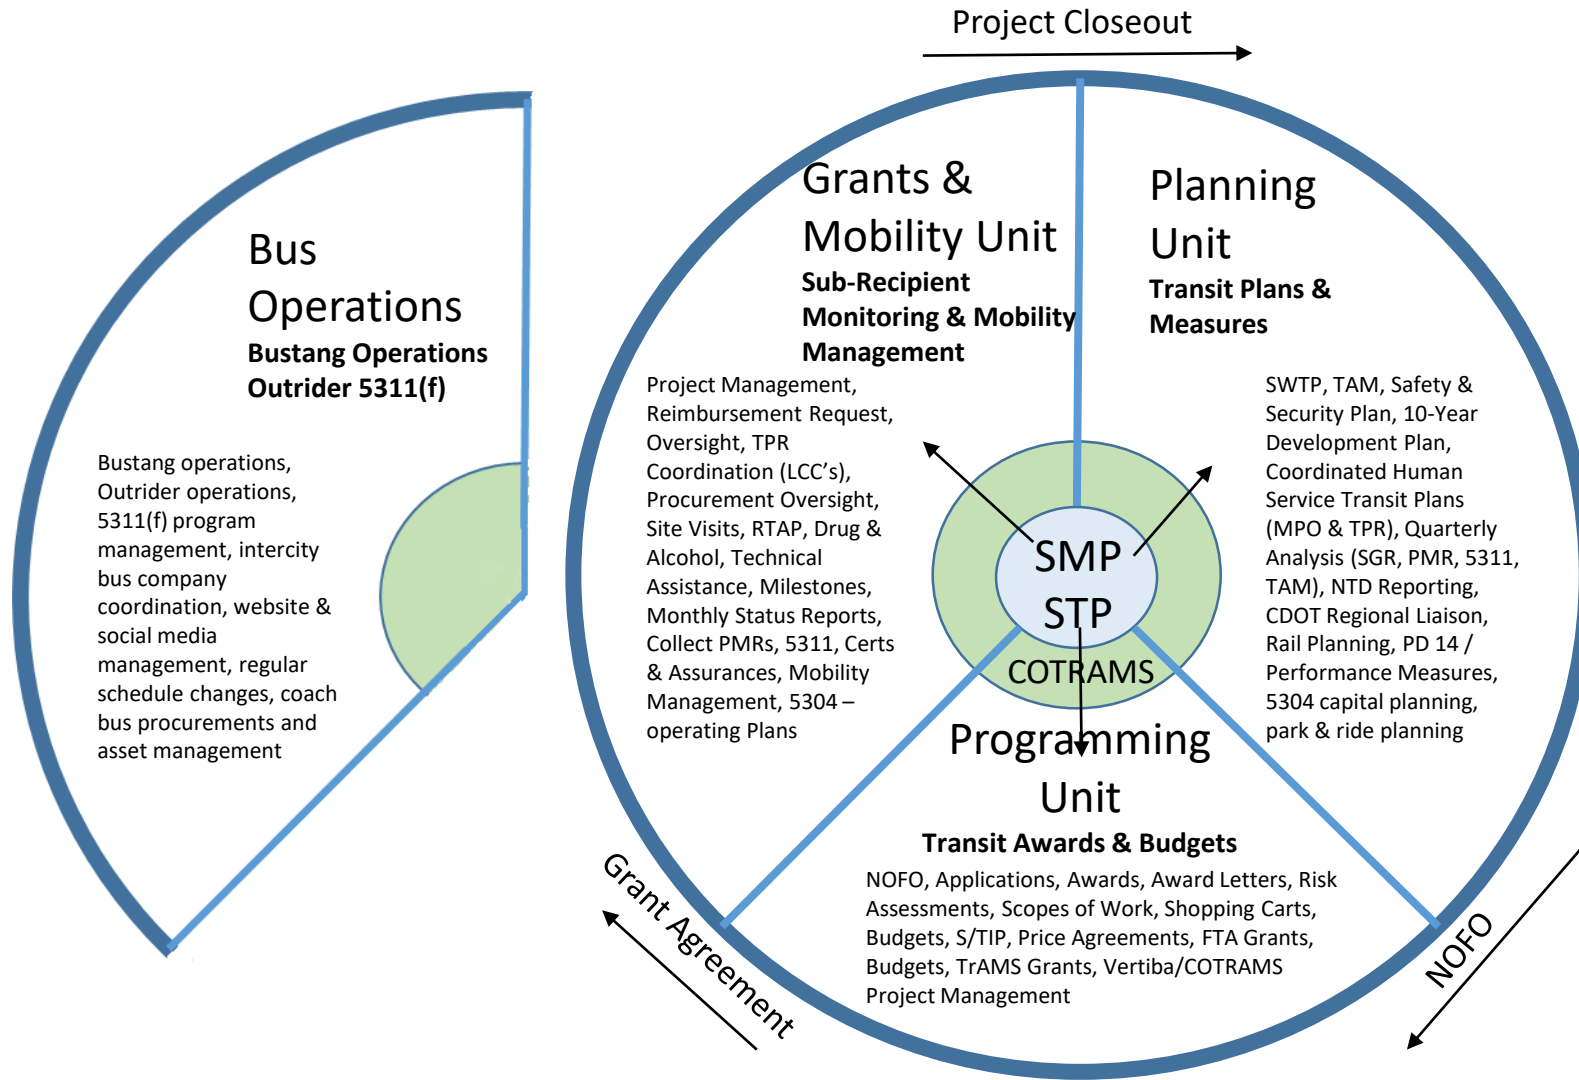 Project Closeout
Bus
Operations
Bustang Operations
Outrider 5311(f)
Bustang operations,
Outrider operations,
5311(f) program
management, intercity
bus company
coordination, website &
social media
management, regular
schedule changes, coach
bus procurements and
asset management
Grants &
Mobility Unit
Sub-Recipient
Monitoring & Mobility
Management
Project Management,
Reimbursement Request,
Oversight, TPR
Coordination (LCC's),
Procurement Oversight,
Site Visits, RTAP, Drug &
Alcohol, Technical
Assistance, Milestones,
Monthly Status Reports,
Collect PMRs, 5311, Certs
& Assurances, Mobility
Management, 5304 –
operating Plans
Planning
Unit
Transit Plans &
Measures
SWTP, TAM, Safety &
Security Plan, 10-Year
Development Plan,
Coordinated Human
Service Transit Plans
(MPO & TPR), Quarterly
Analysis (SGR, PMR, 5311,
TAM), NTD Reporting,
CDOT Regional Liaison,
Rail Planning, PD 14 /
Performance Measures,
5304 capital planning,
park & ride planning
SMP
STP
COTRAMS
Programming
Unit
Transit Awards & Budgets
NOFO, Applications, Awards, Award Letters, Risk
Assessments, Scopes of Work, Shopping Carts,
Budgets, S/TIP, Price Agreements, FTA Grants,
Budgets, TrAMS Grants, Vertiba/COTRAMS
Project Management
Grant Agreement
NOFO